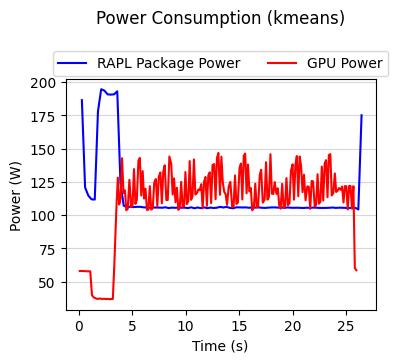 Power Consumption (kmeans)
RAPL Package Power GPU Power
200
175
150
125
100
75
50
Power (W)
0 5 10 15 20 25
Time (s)